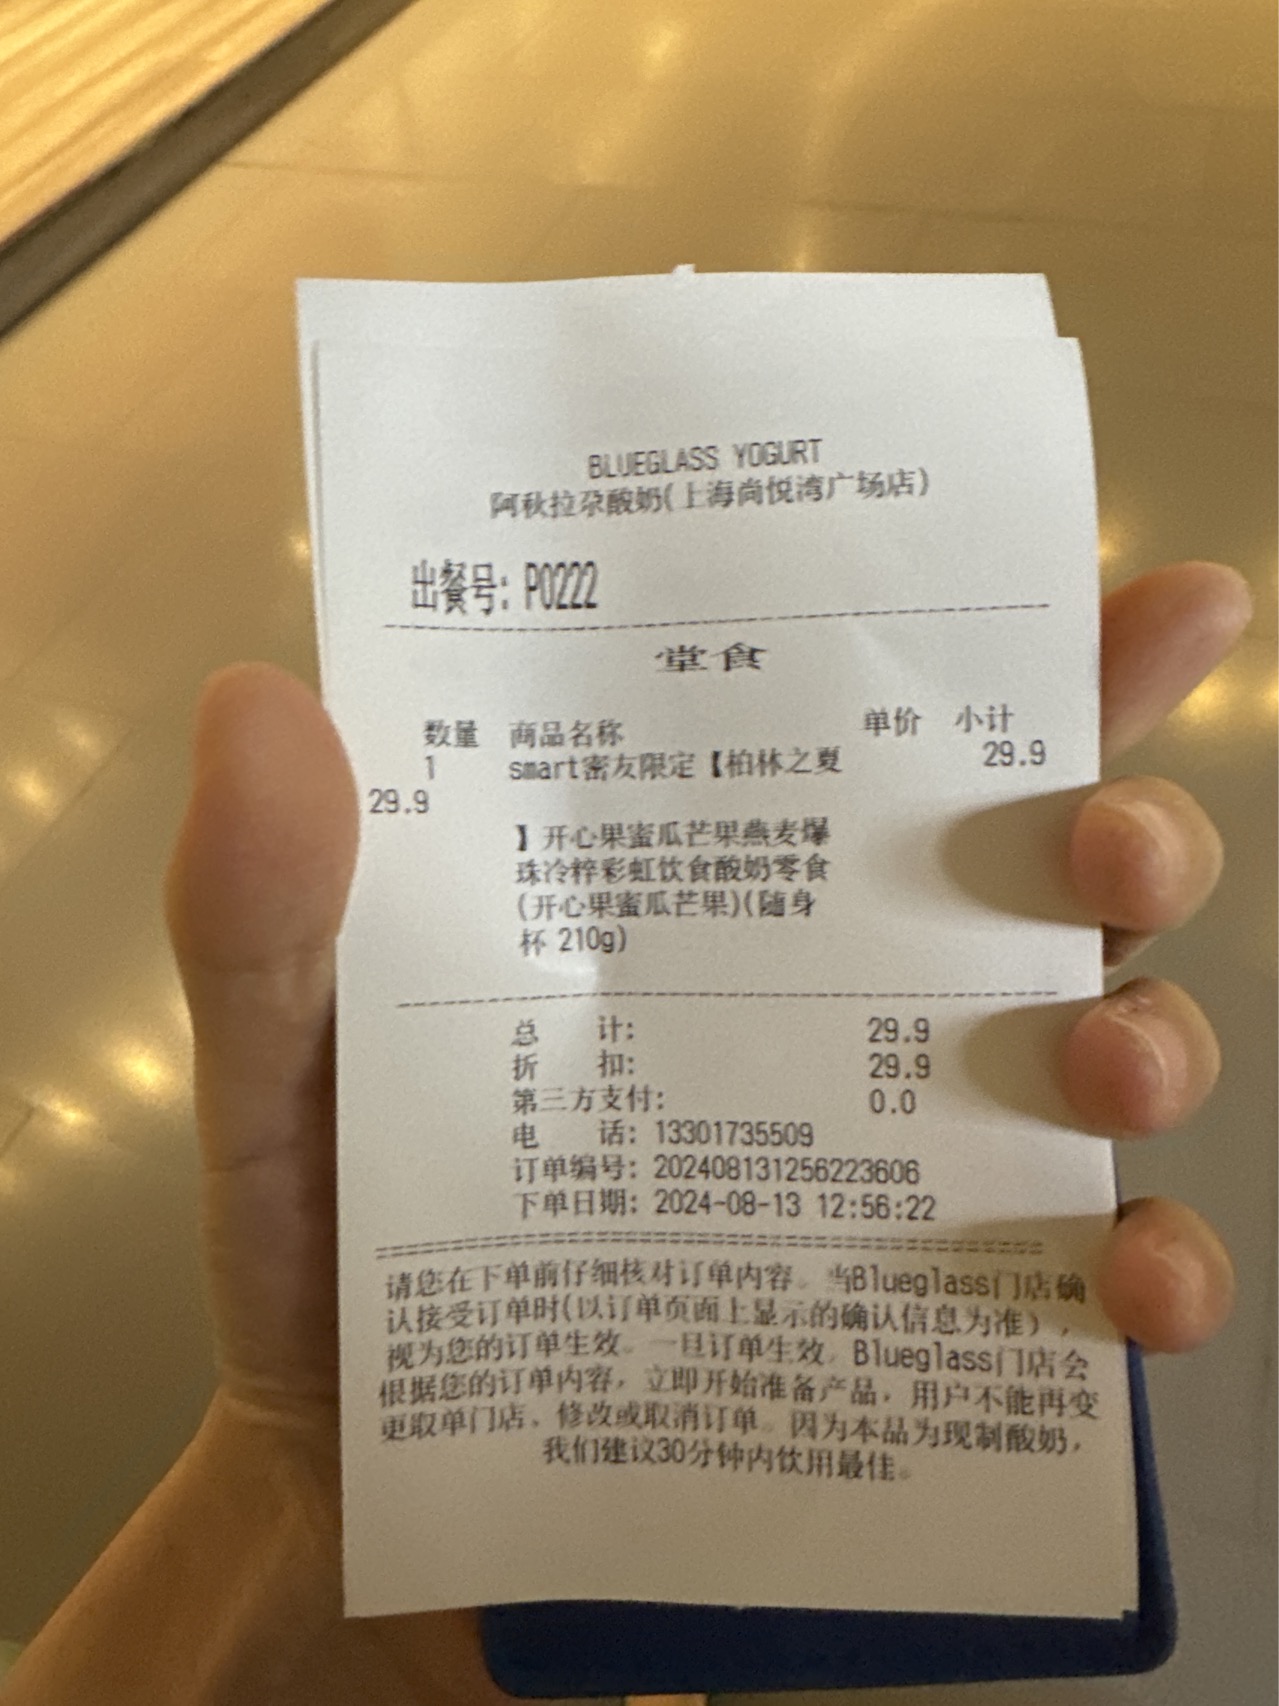 BLUEGLASS YOGURT
阿秋拉尕酸奶(上海尚悦湾广场店)
出餐号: P0222
堂食
数量 商品名称 单价 小计
1 smart密友限定【柏林之夏 29.9
29.9
】开心果蜜瓜芒果燕麦爆
珠冷粹彩虹饮食酸奶零食
(开心果蜜瓜芒果)(随身
杯 210g)
总 计: 29.9
折 扣: 29.9
第三方支付: 0.0
电 话: 13301735509
订单编号: 202408131256223606
下单日期: 2024-08-13 12:56:22
请您在下单前仔细核对订单内容。当Blueglass门店确
认接受订单时(以订单页面上显示的确认信息为准),
视为您的订单生效。一旦订单生效,Blueglass门店会
根据您的订单内容,立即开始准备产品,用户不能再变
更取单门店、修改或取消订单。因为本品为现制酸奶,
我们建议30分钟内饮用最佳。